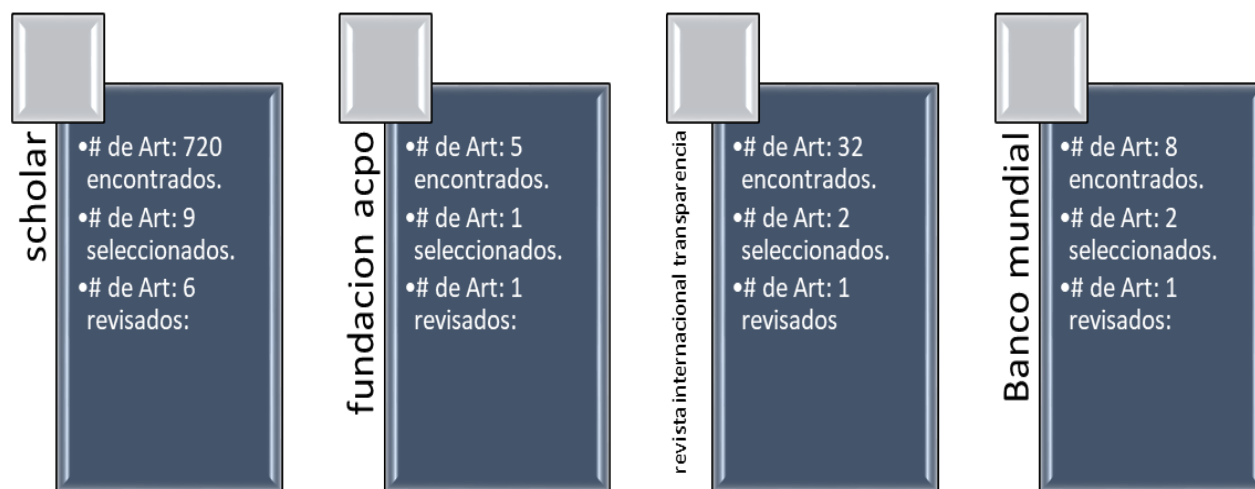 scholar
•# de Art: 720
encontrados.
•# de Art: 9
seleccionados.
•# de Art: 6
revisados:
fundacion acpo
•# de Art: 5
encontrados.
•# de Art: 1
seleccionados.
•# de Art: 1
revisados:
revista internacional transparencia
•# de Art: 32
encontrados.
•# de Art: 2
seleccionados.
•# de Art: 1
revisados
Banco mundial
•# de Art: 8
encontrados.
•# de Art: 2
seleccionados.
•# de Art: 1
revisados: